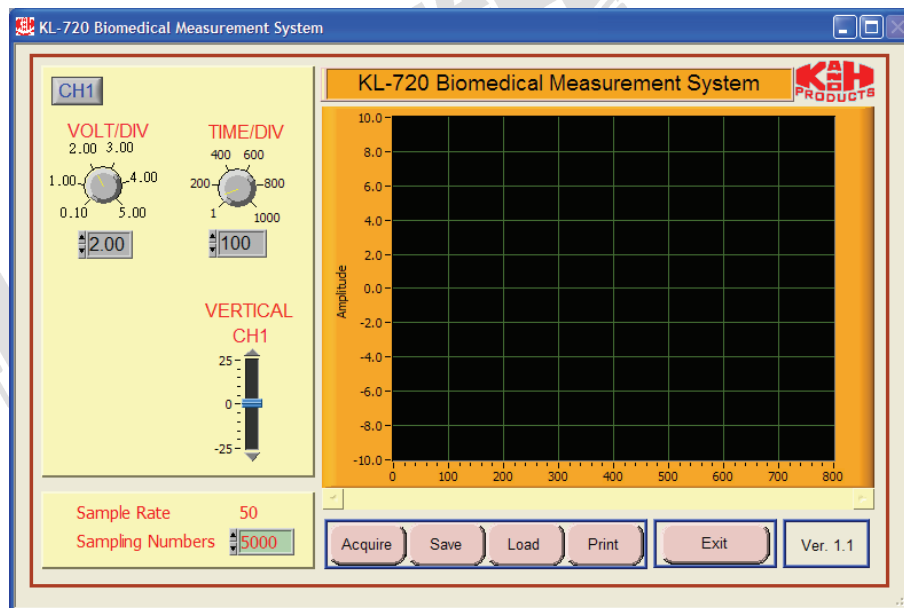 KL-720 Biomedical Measurement System
CH1
VOLT/DIV
2.00 3.00
1.00 4.00
0.10 5.00
2.00
TIME/DIV
400 600
200 800
1 1000
100
VERTICAL
CH1
25
0
-25
Sample Rate 50
Sampling Numbers 5000
KL-720 Biomedical Measurement System
K AND H
PRODUCTS
Amplitude
10.0
8.0
6.0
4.0
2.0
0.0
-2.0
-4.0
-6.0
-8.0
-10.0
0 100 200 300 400 500 600 700 800
Acquire Save Load Print Exit Ver. 1.1